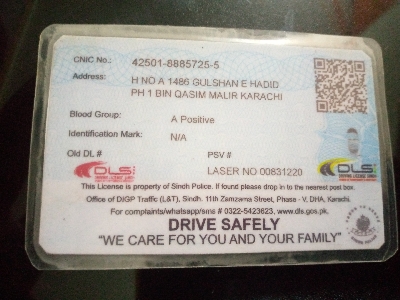 CNIC No.: 42501-8885725-5
Address: H NO A 1486 GULSHAN E HADID
PH 1 BIN QASIM MALIR KARACHI
Blood Group: A Positive
Identification Mark: N/A
Old DL # PSV #
DLS DLS
LASER NO 00831220
This License is property of Sindh Police. If found please drop in to the nearest post box.
Office of DIGP Traffic (L&T), Sindh. 11th Zamzama Street, Phase - V, DHA, Karachi.
For complaints/whatsapp/sms # 0322-5423623, www.dls.gos.pk.
DRIVE SAFELY
"WE CARE FOR YOU AND YOUR FAMILY"